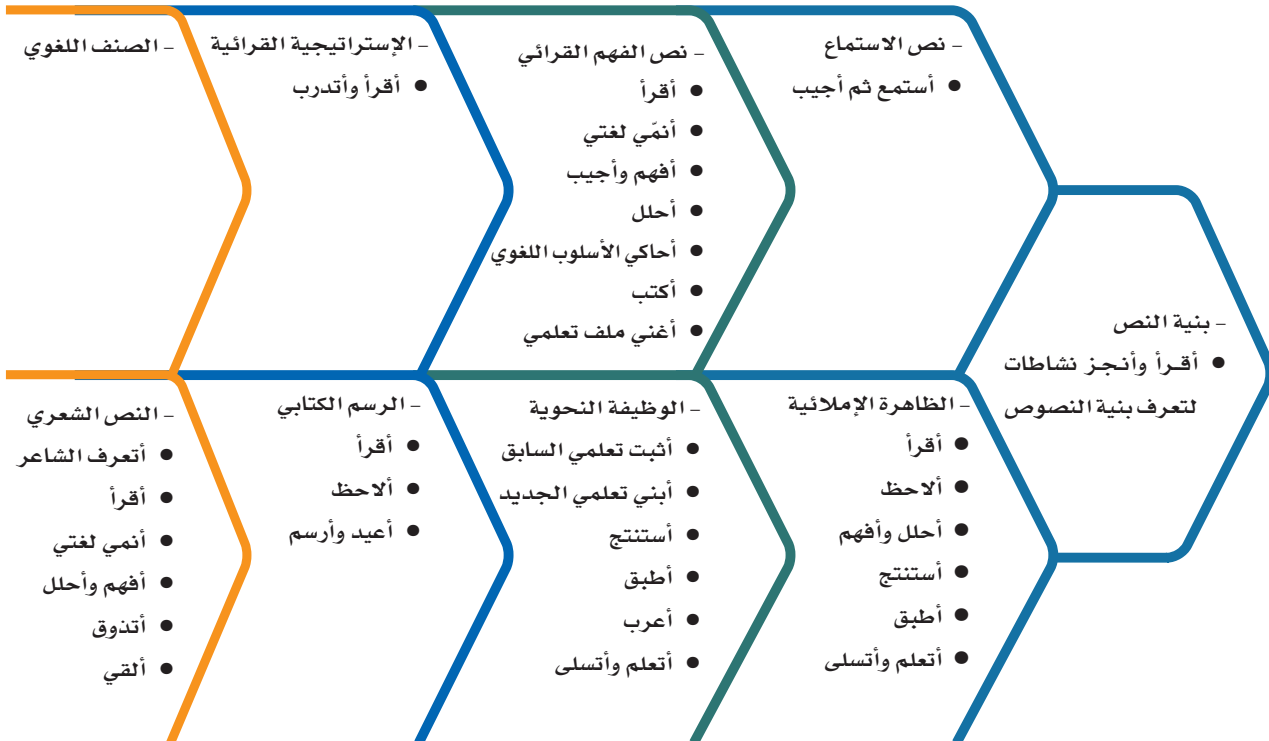 – بنية النص
● أقـرأ وأنـجـز نشاطات
لتعرف بنية النصوص
– نص الاستماع
● أستمع ثم أجيب
– نص الفهم القرائي
● أقرأ
● أنمّي لغتي
● أفهم وأجيب
● أحلل
● أحاكي الأسلوب اللغوي
● أكتب
● أغني ملف تعلمي
– الإستراتيجية القرائية
● أقرأ وأتدرب
– الصنف اللغوي
– الظاهرة الإملائية
● أقرأ
● ألاحظ
● أحلل وأفهم
● أستنتج
● أطبق
● أتعلم وأتسلى
– الوظيفة النحوية
● أثبت تعلمي السابق
● أبني تعلمي الجديد
● أستنتج
● أطبق
● أعرب
● أتعلم وأتسلى
– الرسم الكتابي
● أقرأ
● ألاحظ
● أعيد وأرسم
– النص الشعري
● أتعرف الشاعر
● أقرأ
● أنمي لغتي
● أفهم وأحلل
● أتذوق
● ألقي